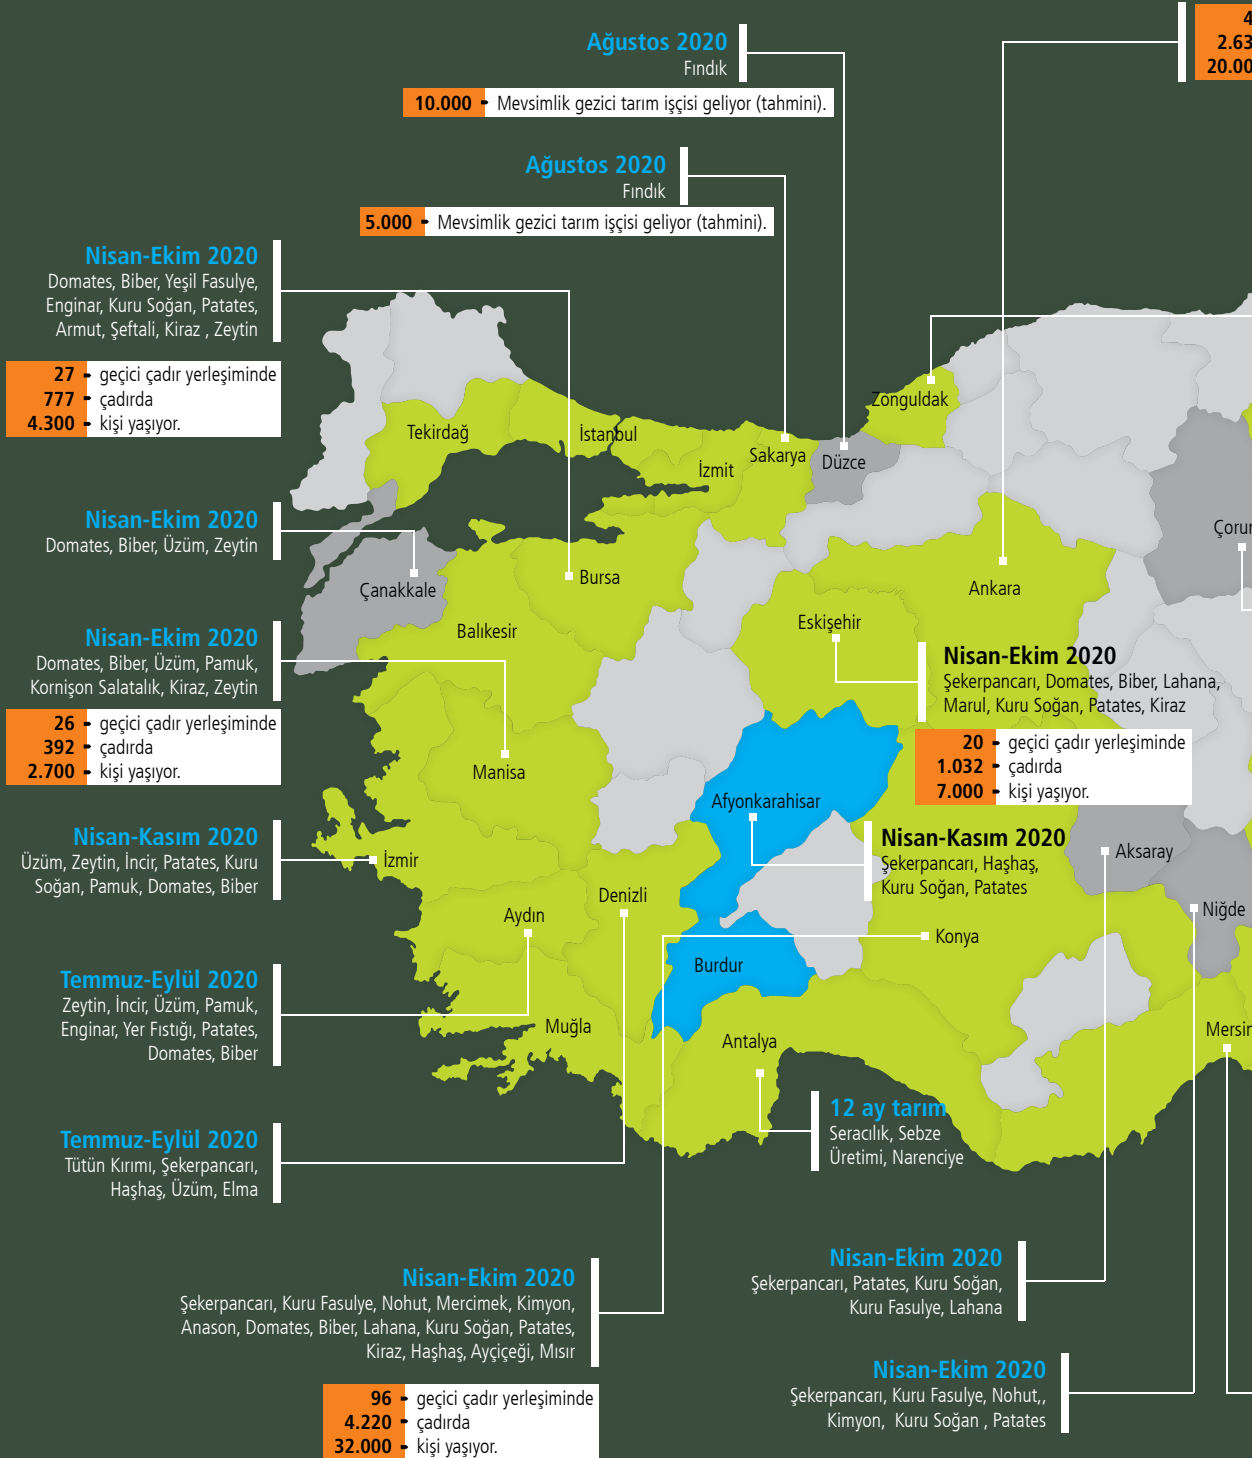 Ağustos 2020
Fındık
10.000 - Mevsimlik gezici tarım işçisi geliyor (tahmini).
Ağustos 2020
Fındık
5.000 - Mevsimlik gezici tarım işçisi geliyor (tahmini).
4
2.63
20.00
Nisan-Ekim 2020
Domates, Biber, Yeşil Fasulye,
Enginar, Kuru Soğan, Patates,
Armut, Şeftali, Kiraz , Zeytin
27 - geçici çadır yerleşiminde
777 - çadırda
4.300 - kişi yaşıyor.
Nisan-Ekim 2020
Domates, Biber, Üzüm, Zeytin
Nisan-Ekim 2020
Domates, Biber, Üzüm, Pamuk,
Kornişon Salatalık, Kiraz, Zeytin
26 - geçici çadır yerleşiminde
392 - çadırda
2.700 - kişi yaşıyor.
Nisan-Kasım 2020
Üzüm, Zeytin, İncir, Patates, Kuru
Soğan, Pamuk, Domates, Biber
Temmuz-Eylül 2020
Zeytin, İncir, Üzüm, Pamuk,
Enginar, Yer Fıstığı, Patates,
Domates, Biber
Temmuz-Eylül 2020
Tütün Kırımı, Şekerpancarı,
Haşhaş, Üzüm, Elma
Nisan-Ekim 2020
Şekerpancarı, Kuru Fasulye, Nohut, Mercimek, Kimyon,
Anason, Domates, Biber, Lahana, Kuru Soğan, Patates,
Kiraz, Haşhaş, Ayçiçeği, Mısır
96 - geçici çadır yerleşiminde
4.220 - çadırda
32.000 - kişi yaşıyor.
Zonguldak
Tekirdağ
İstanbul
İzmit
Sakarya
Düzce
Çorur
Çanakkale
Bursa
Ankara
Balıkesir
Eskişehir
Nisan-Ekim 2020
Şekerpancarı, Domates, Biber, Lahana,
Marul, Kuru Soğan, Patates, Kiraz
20 - geçici çadır yerleşiminde
1.032 - çadırda
7.000 - kişi yaşıyor.
Manisa
Afyonkarahisar
Nisan-Kasım 2020
Şekerpancarı, Haşhaş,
Kuru Soğan, Patates
Aksaray
İzmir
Denizli
Aydın
Niğde
Konya
Burdur
Muğla
Antalya
Mersin
12 ay tarım
Seracılık, Sebze
Üretimi, Narenciye
Nisan-Ekim 2020
Şekerpancarı, Patates, Kuru Soğan,
Kuru Fasulye, Lahana
Nisan-Ekim 2020
Şekerpancarı, Kuru Fasulye, Nohut,,
Kimyon, Kuru Soğan , Patates